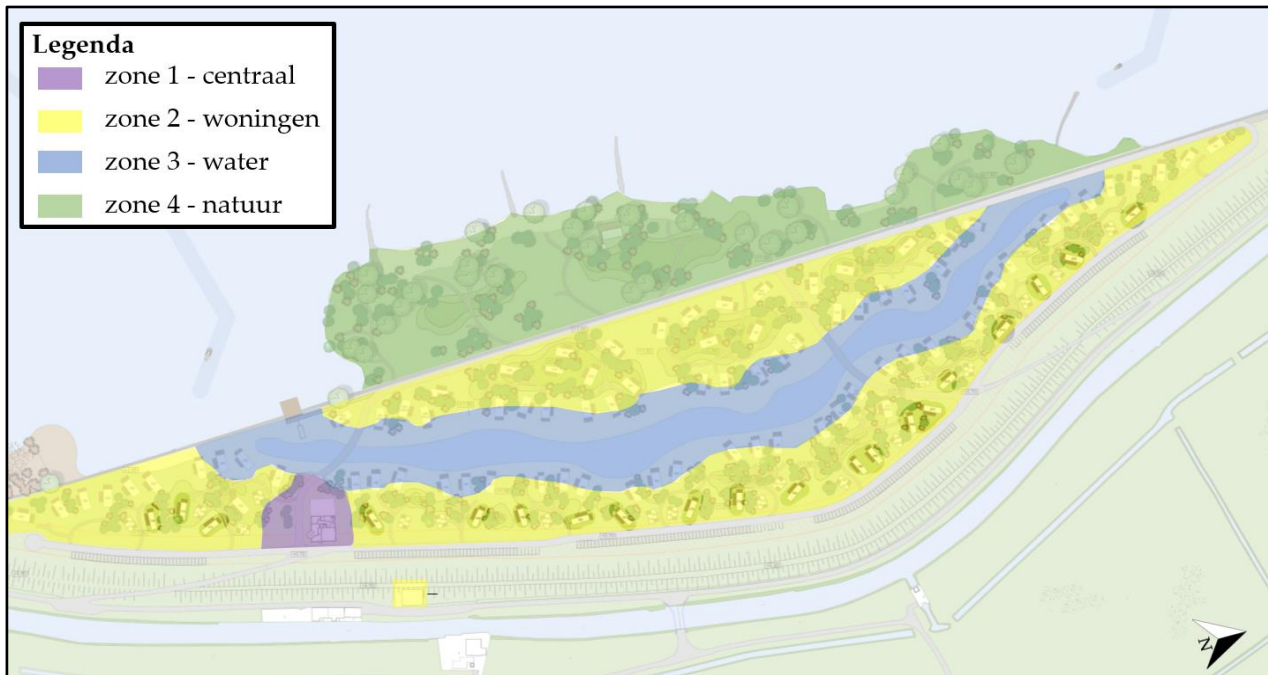 Legenda
zone 1 - centraal
zone 2 - woningen
zone 3 - water
zone 4 - natuur
N